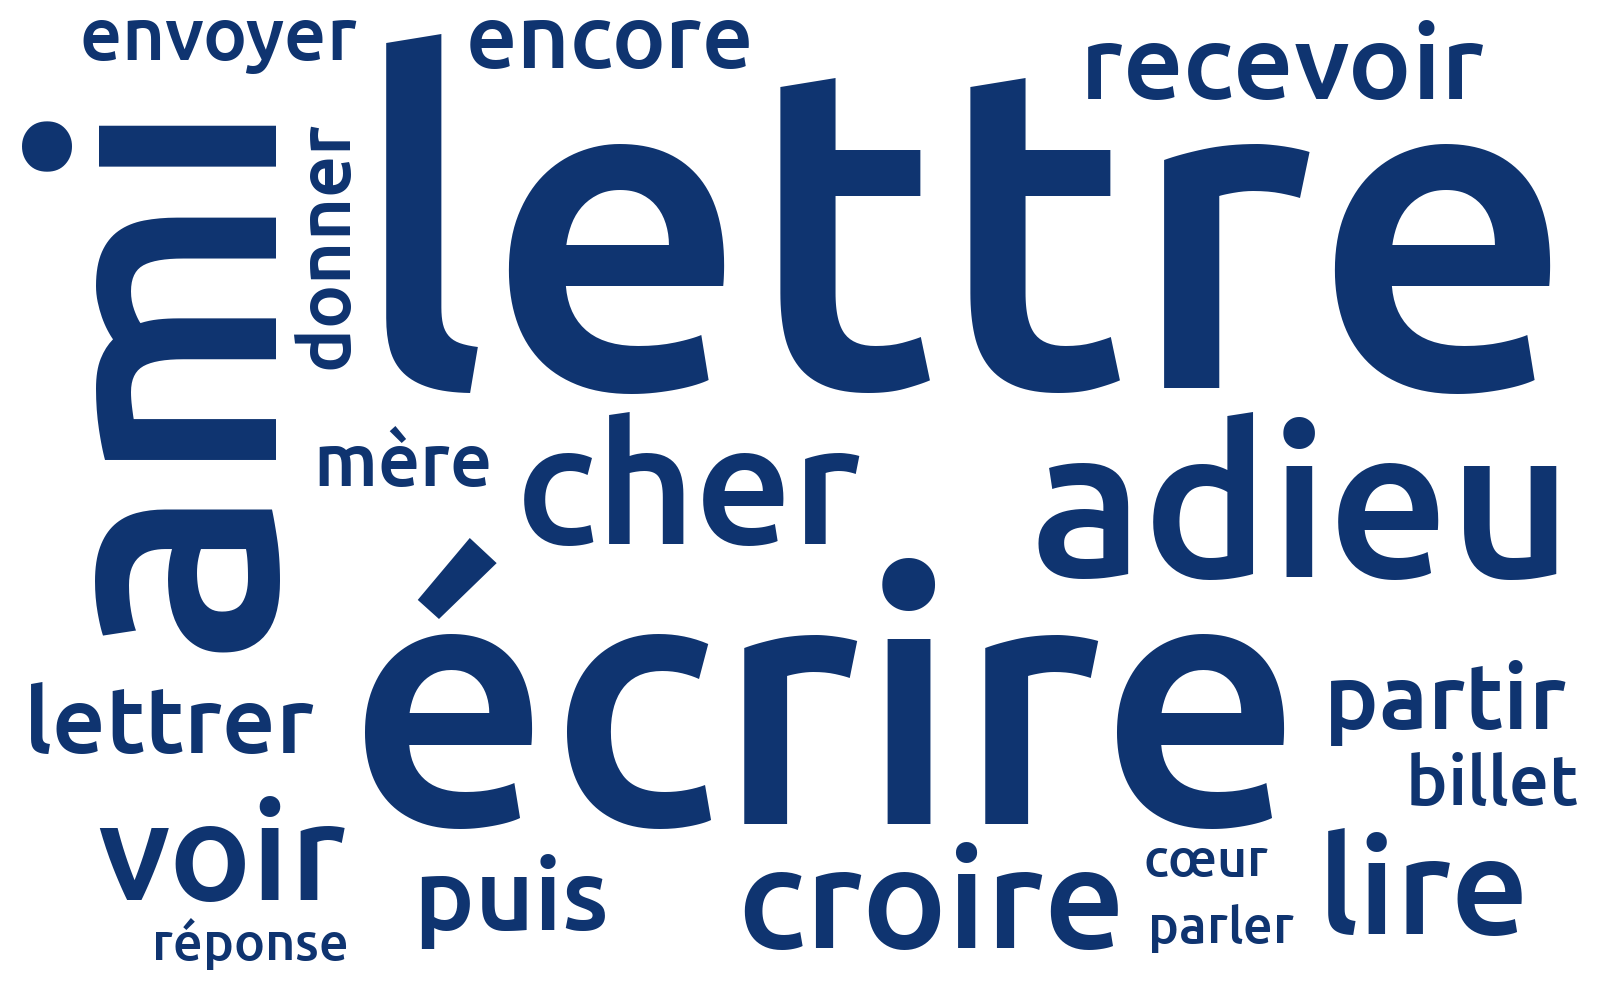 envoyer
encore
recevoir
lettre
ami
donner
mère
cher
adieu
écrire
lettrer
partir
billet
voir
puis
croire
cœur
lire
parler
réponse